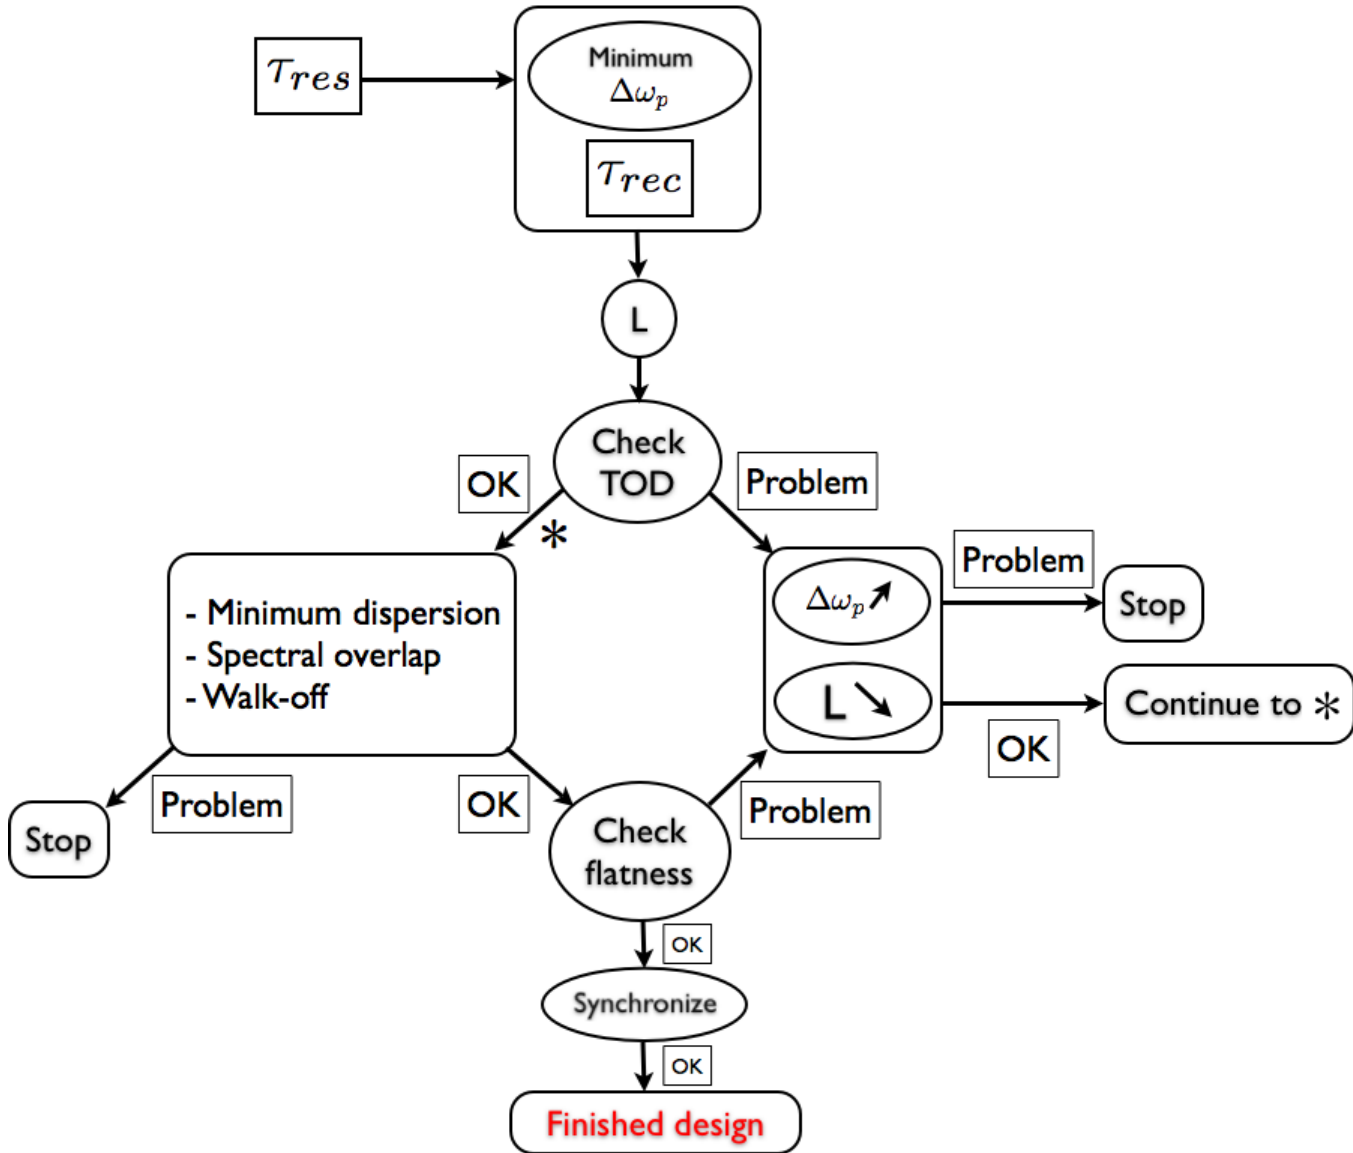 τres
Minimum
Δωp
τrec
L
Check
TOD
OK
Problem
*
- Minimum dispersion
- Spectral overlap
- Walk-off
Δωp
L
Problem
Stop
OK
Continue to *
Problem
Stop
OK
Check
flatness
Problem
OK
Synchronize
OK
Finished design